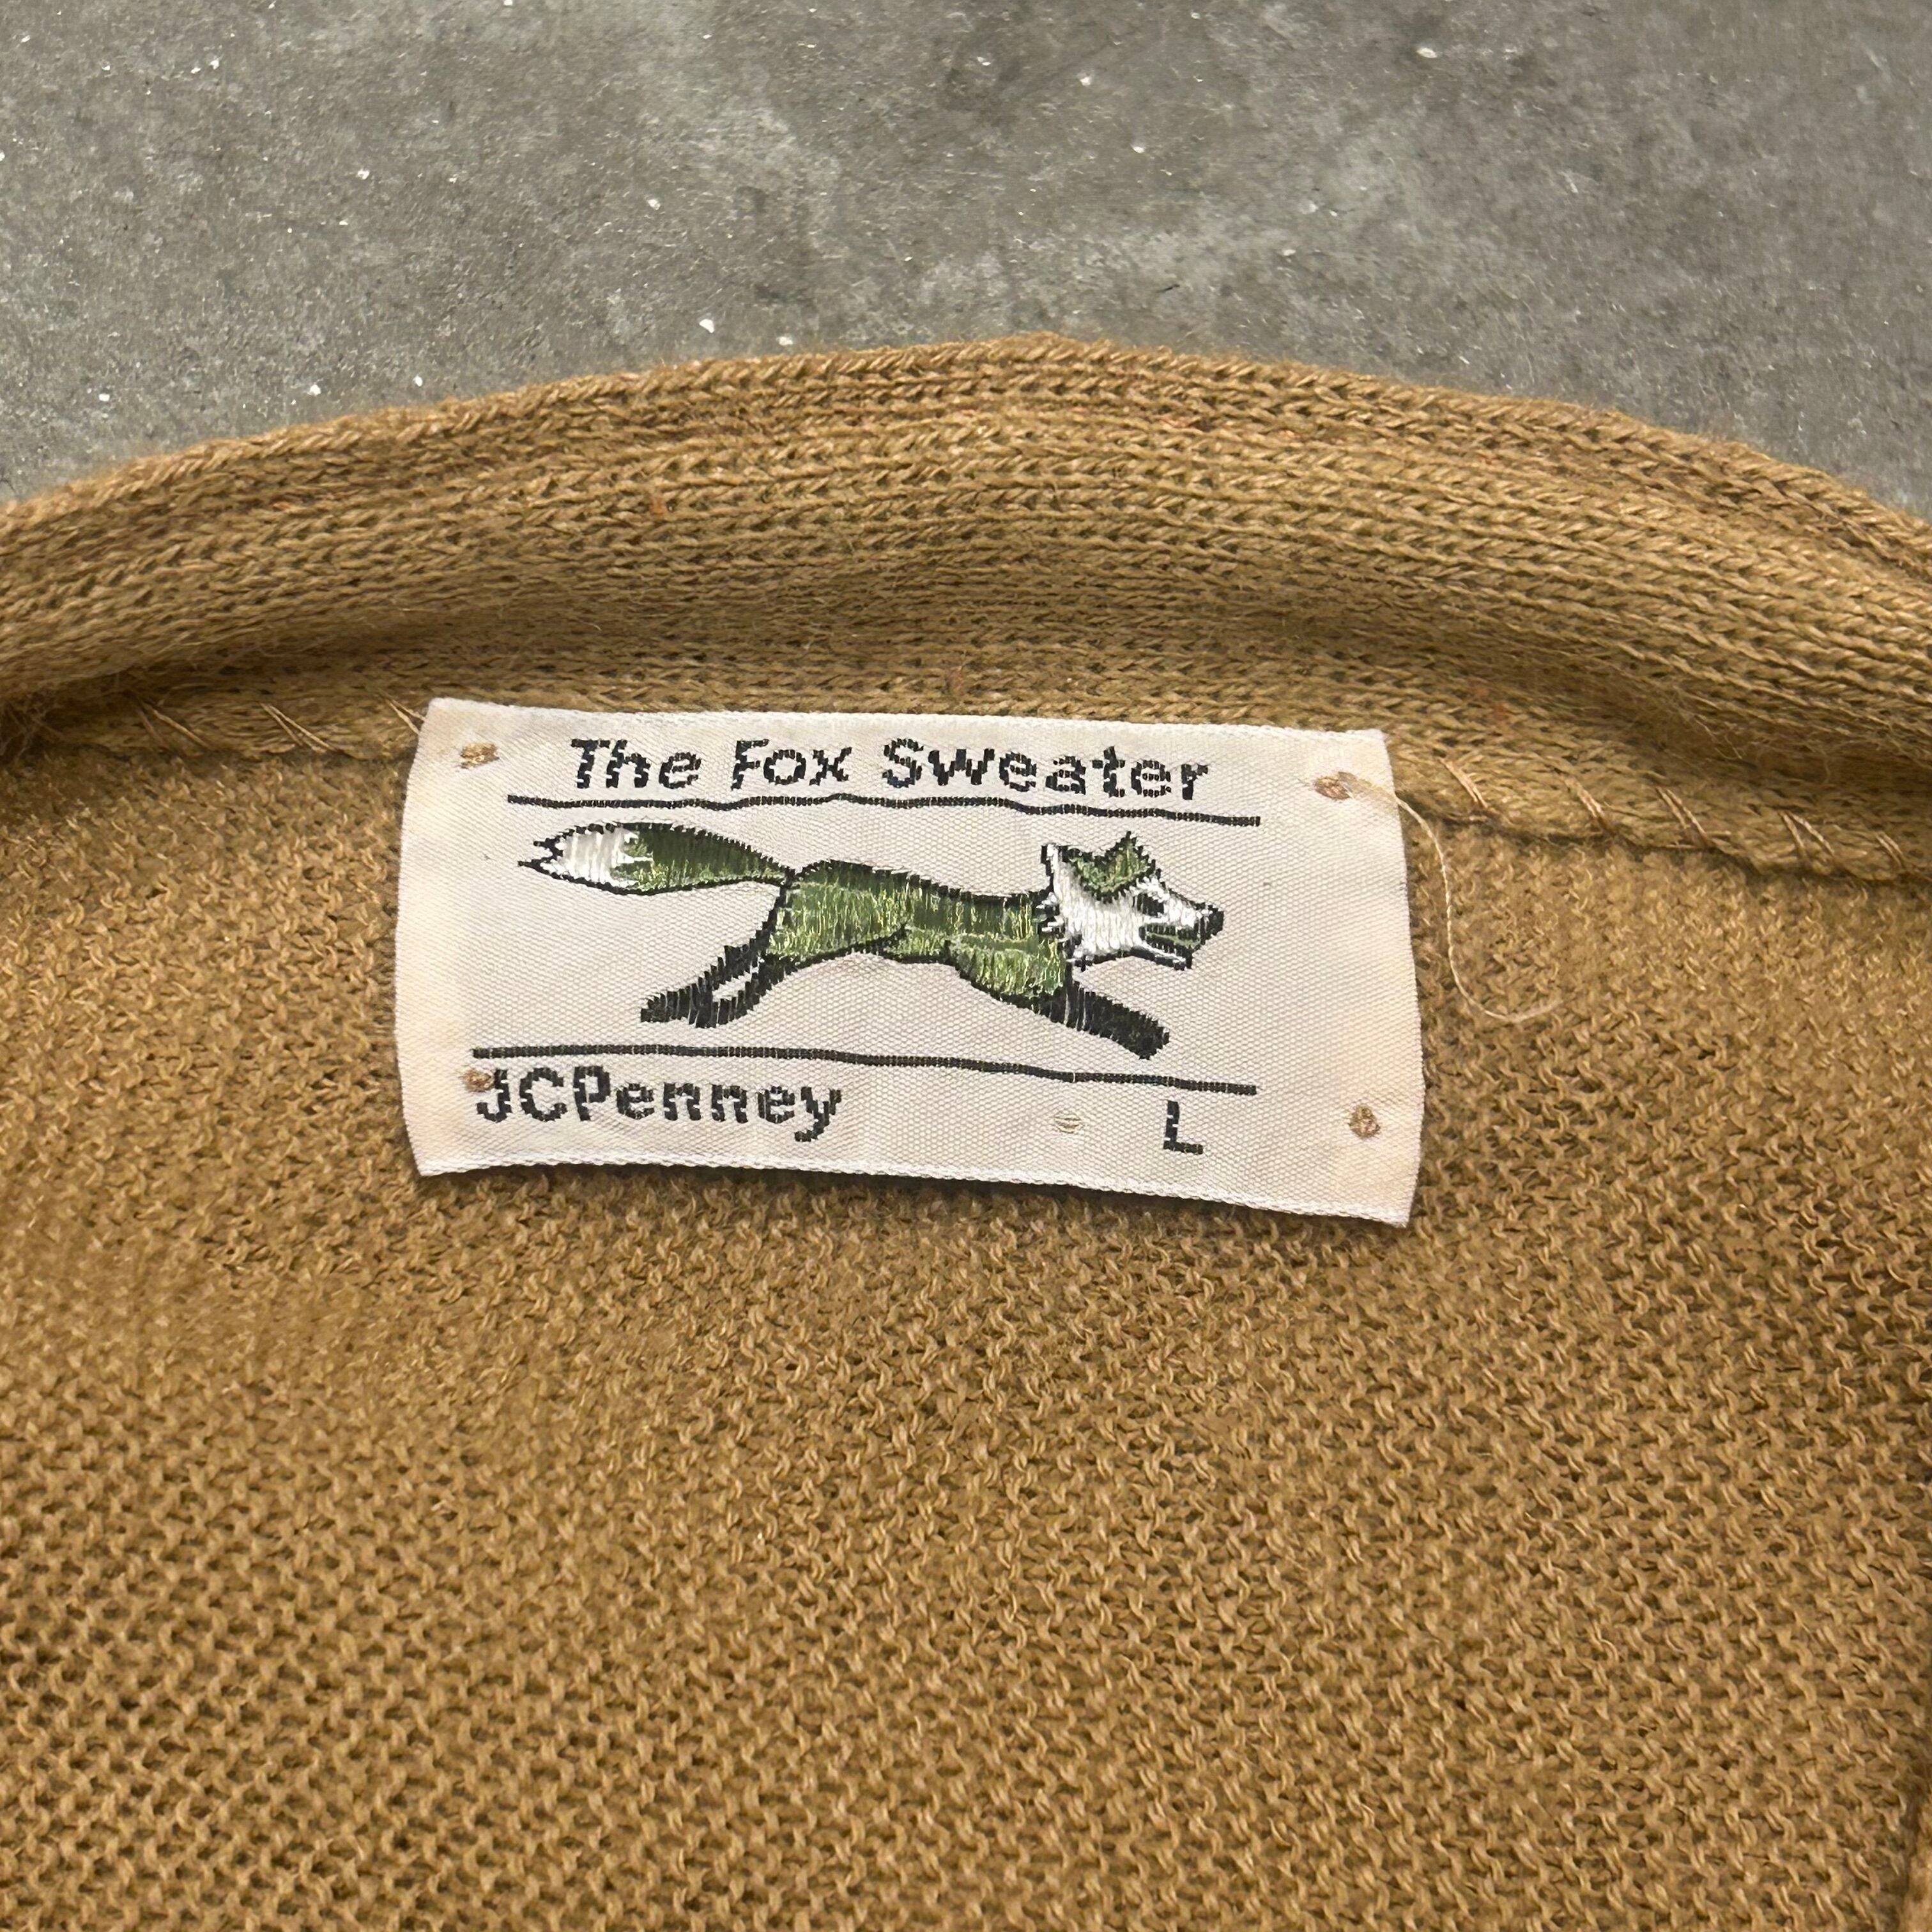 The Fox Sweater
JCPenney L